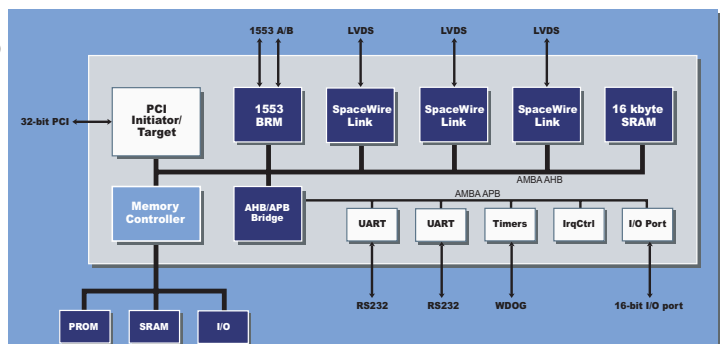 1553 A/B
LVDS
LVDS
LVDS
32-bit PCI
PCI
Initiator/
Target
1553
BRM
SpaceWire
Link
SpaceWire
Link
SpaceWire
Link
16 kbyte
SRAM
AMBA AHB
AMBA APB
Memory
Controller
AHB/APB
Bridge
UART
UART
Timers
IrqCtrl
I/O Port
RS232
RS232
WDOG
16-bit I/O port
PROM
SRAM
I/O